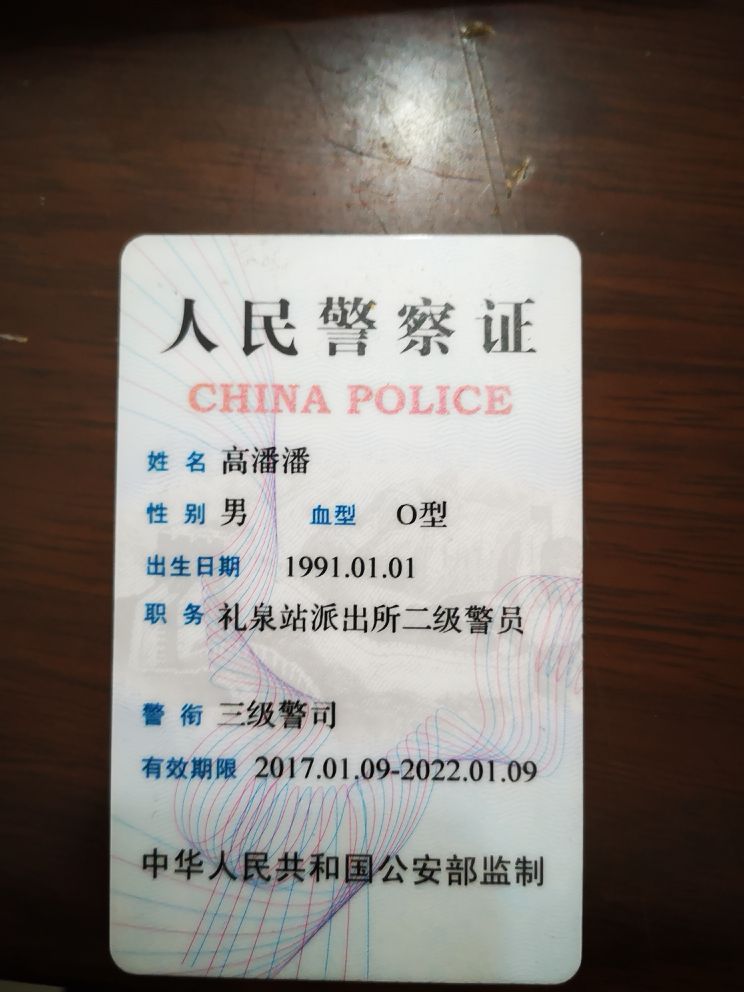 人民警察证
CHINA POLICE
姓名 高潘潘
性别 男 血型 O型
出生日期 1991.01.01
职务 礼泉站派出所二级警员
警衔 三级警司
有效期限 2017.01.09-2022.01.09
中华人民共和国公安部监制